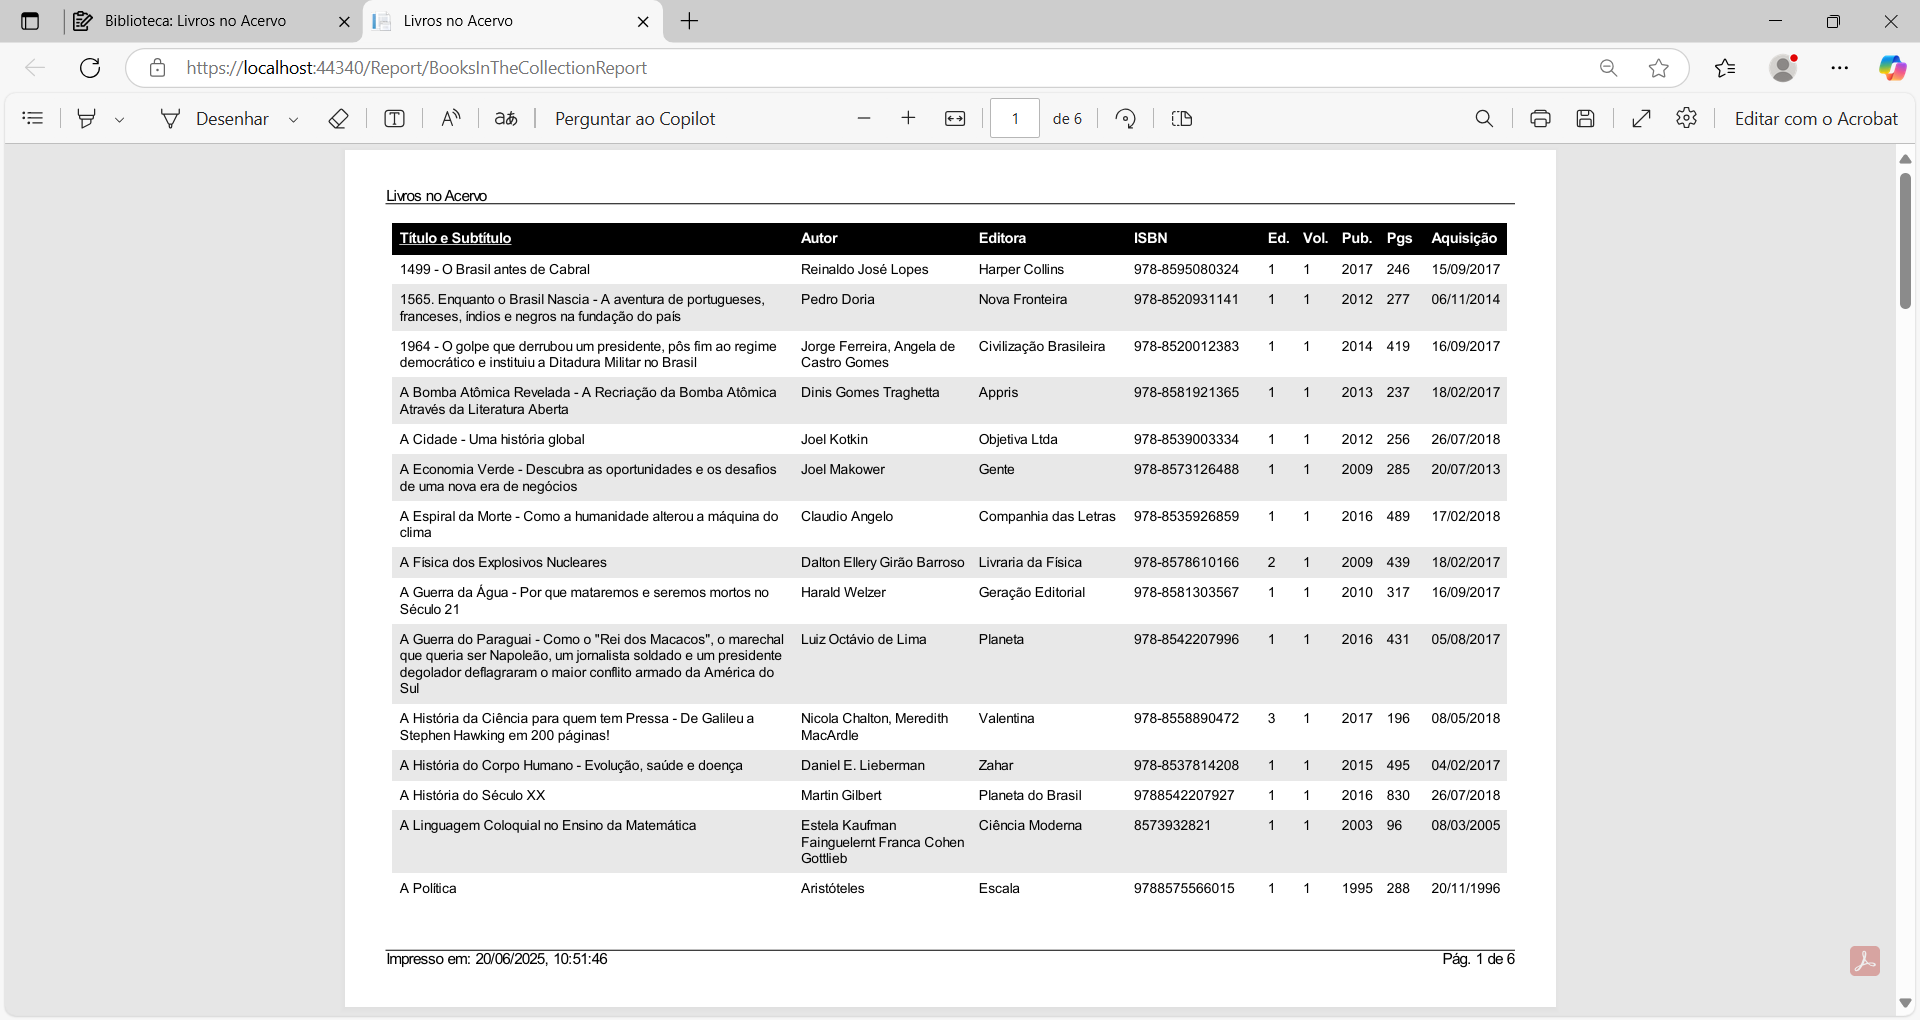 Biblioteca: Livros no Acervo
Livros no Acervo
https://localhost:44340/Report/BooksInTheCollectionReport
Desenhar
T
A
aあ
Perguntar ao Copilot
1 de 6
Editar com o Acrobat
Livros no Acervo
Título e Subtítulo Autor Editora ISBN Ed. Vol. Pub. Pgs Aquisição
1499 - O Brasil antes de Cabral Reinaldo José Lopes Harper Collins 978-8595080324 1 1 2017 246 15/09/2017
1565. Enquanto o Brasil Nascia - A aventura de portugueses, Pedro Doria Nova Fronteira 978-8520931141 1 1 2012 277 06/11/2014
franceses, índios e negros na fundação do país
1964 - O golpe que derrubou um presidente, pôs fim ao regime Jorge Ferreira, Angela de Civilização Brasileira 978-8520012383 1 1 2014 419 16/09/2017
democrático e instituiu a Ditadura Militar no Brasil Castro Gomes
A Bomba Atômica Revelada - A Recriação da Bomba Atômica Dinis Gomes Traghetta Appris 978-8581921365 1 1 2013 237 18/02/2017
Através da Literatura Aberta
A Cidade - Uma história global Joel Kotkin Objetiva Ltda 978-8539003334 1 1 2012 256 26/07/2018
A Economia Verde - Descubra as oportunidades e os desafios Joel Makower Gente 978-8573126488 1 1 2009 285 20/07/2013
de uma nova era de negócios
A Espiral da Morte - Como a humanidade alterou a máquina do Claudio Angelo Companhia das Letras 978-8535926859 1 1 2016 489 17/02/2018
clima
A Física dos Explosivos Nucleares Dalton Ellery Girão Barroso Livraria da Física 978-8578610166 2 1 2009 439 18/02/2017
A Guerra da Água - Por que mataremos e seremos mortos no Harald Welzer Geração Editorial 978-8581303567 1 1 2010 317 16/09/2017
Século 21
A Guerra do Paraguai - Como o "Rei dos Macacos", o marechal Luiz Octávio de Lima Planeta 978-8542207996 1 1 2016 431 05/08/2017
que queria ser Napoleão, um jornalista soldado e um presidente
degolador deflagraram o maior conflito armado da América do
Sul
A História da Ciência para quem tem Pressa - De Galileu a Nicola Chalton, Meredith Valentina 978-8558890472 3 1 2017 196 08/05/2018
Stephen Hawking em 200 páginas! MacArdle
A História do Corpo Humano - Evolução, saúde e doença Daniel E. Lieberman Zahar 978-8537814208 1 1 2015 495 04/02/2017
A História do Século XX Martin Gilbert Planeta do Brasil 9788542207927 1 1 2016 830 26/07/2018
A Linguagem Coloquial no Ensino da Matemática Estela Kaufman Ciência Moderna 8573932821 1 1 2003 96 08/03/2005
Fainguelernt Franca Cohen
Gottlieb
A Política Aristóteles Escala 9788575566015 1 1 1995 288 20/11/1996
Impresso em: 20/06/2025, 10:51:46 Pág. 1 de 6